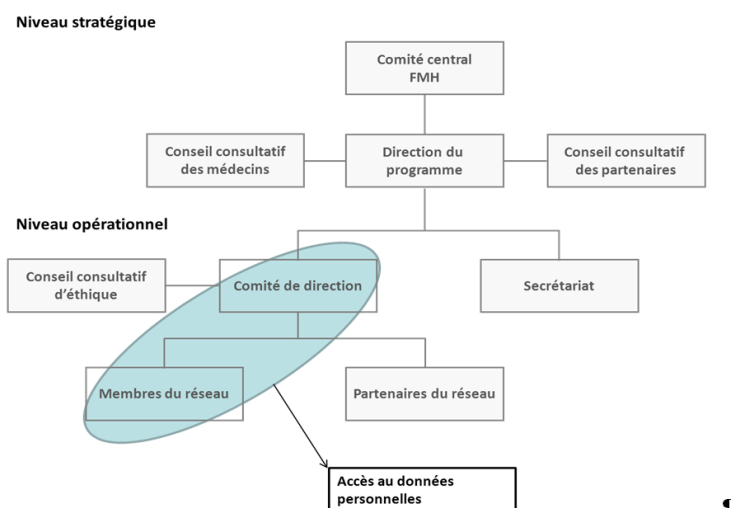 Niveau stratégique
Comité central
FMH
Conseil consultatif
des médecins
Direction du
programme
Conseil consultatif
des partenaires
Niveau opérationnel
Conseil consultatif
d'éthique
Comité de direction
Secrétariat
Membres du réseau
Partenaires du réseau
Accès au données
personnelles
¶